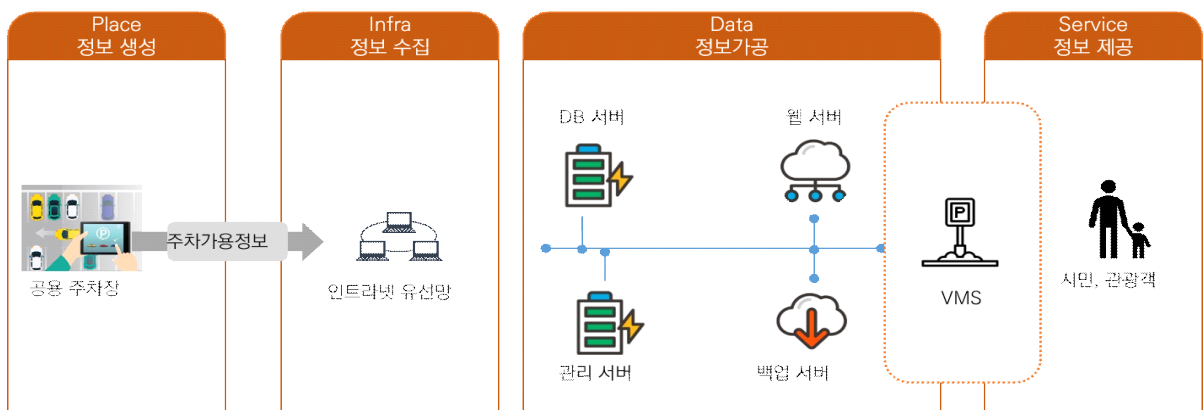 Place
정보 생성
Infra
정보 수집
Data
정보가공
Service
정보 제공
DB 서버
웹 서버
P
주차가용정보
P
공용 주차장
인트라넷 유선망
VMS
시민, 관광객
관리 서버
백업 서버